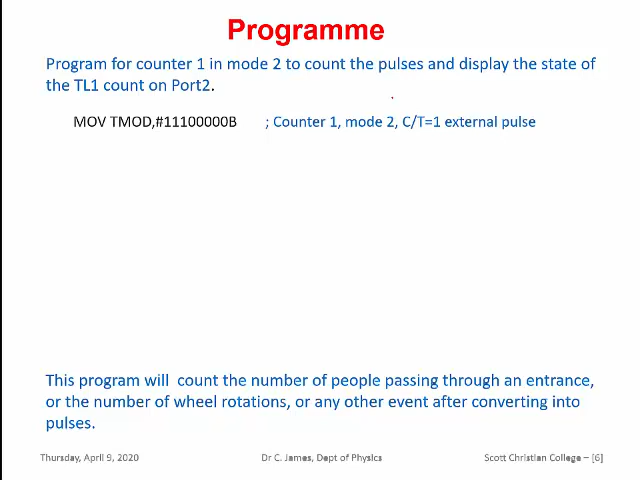 Programme
Program for counter 1 in mode 2 to count the pulses and display the state of
the TL1 count on Port2.
MOV TMOD,#11100000B ; Counter 1, mode 2, C/T=1 external pulse
This program will count the number of people passing through an entrance,
or the number of wheel rotations, or any other event after converting into
pulses.
Thursday, April 9, 2020 Dr C. James, Dept of Physics Scott Christian College – [6]